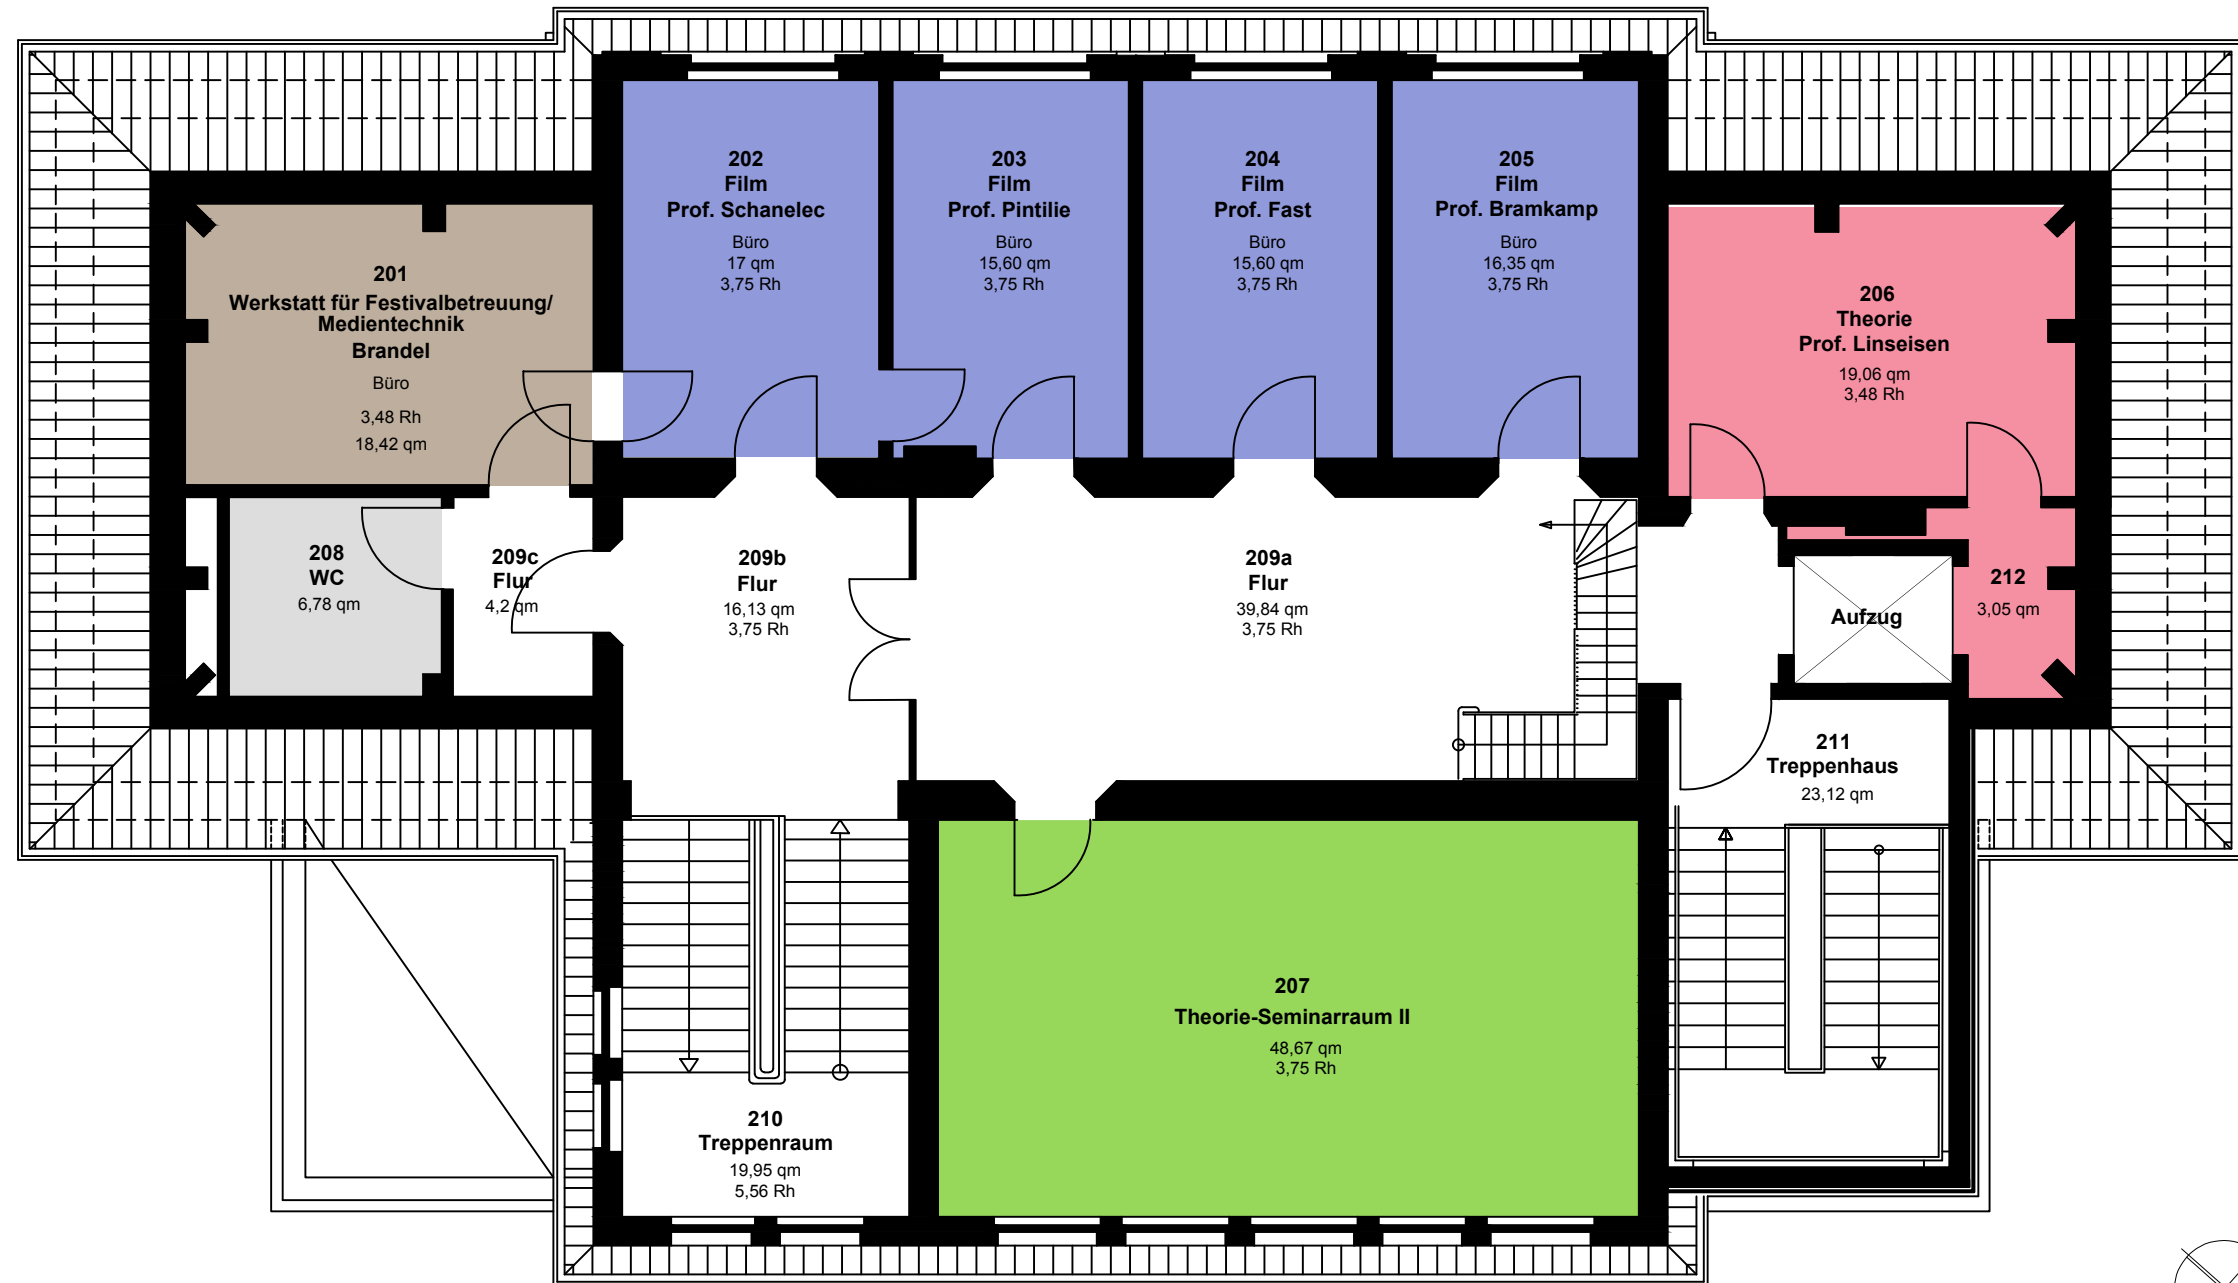 201
Werkstatt für Festivalbetreuung/
Medientechnik
Brandel
Büro
3,48 Rh
18,42 qm
202
Film
Prof. Schanelec
Büro
17 qm
3,75 Rh
203
Film
Prof. Pintilie
Büro
15,60 qm
3,75 Rh
204
Film
Prof. Fast
Büro
15,60 qm
3,75 Rh
205
Film
Prof. Bramkamp
Büro
16,35 qm
3,75 Rh
206
Theorie
Prof. Linseisen
19,06 qm
3,48 Rh
208
WC
6,78 qm
209c
Flur
4,2 qm
209b
Flur
16,13 qm
3,75 Rh
209a
Flur
39,84 qm
3,75 Rh
Aufzug
212
3,05 qm
211
Treppenhaus
23,12 qm
207
Theorie-Seminarraum II
48,67 qm
3,75 Rh
210
Treppenraum
19,95 qm
5,56 Rh